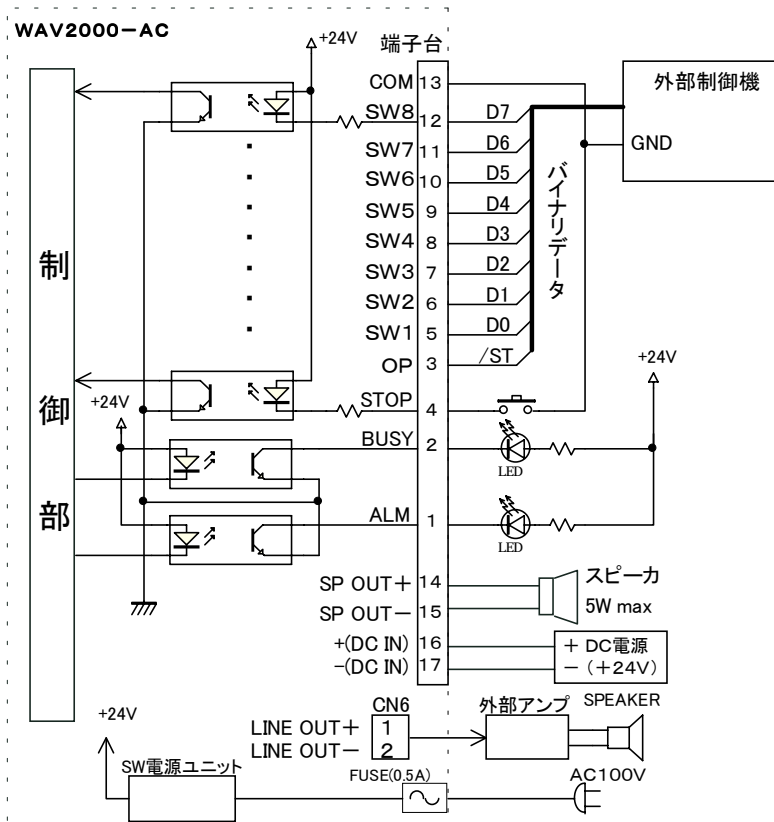 WAV2000－AC
+24V
端子台
COM 13
SW8 12 D7
SW7 11 D6
SW6 10 D5
SW5 9 D4
SW4 8 D3
SW3 7 D2
SW2 6 D1
SW1 5 D0
OP 3 /ST
STOP 4
BUSY 2
ALM 1
SP OUT＋ 14
SP OUT－ 15
+(DC IN) 16
−(DC IN) 17
外部制御機
GND
バイナリデータ
制御部
+24V
+24V
LED
LED
スピーカ
5W max
＋ DC電源
－ (＋24V)
CN6
LINE OUT＋ 1
LINE OUT－ 2
外部アンプ
SPEAKER
+24V
SW電源ユニット
FUSE(0.5A)
AC100V